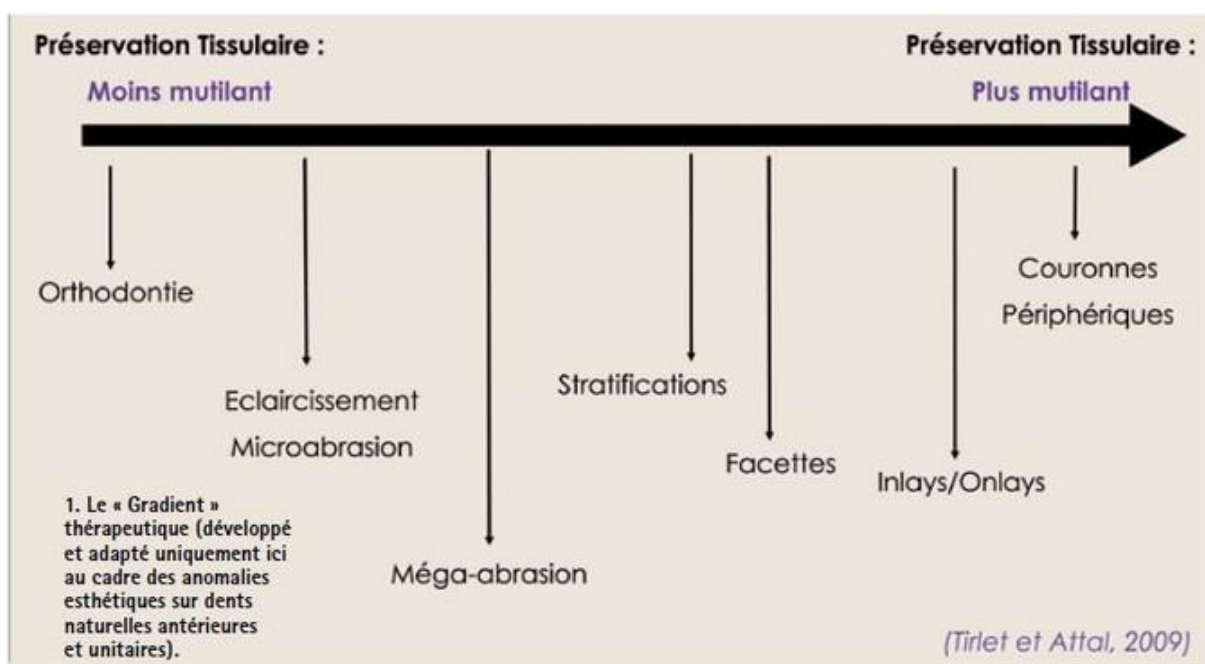 Préservation Tissulaire :
Moins mutilant
Préservation Tissulaire :
Plus mutilant
Orthodontie
Eclaircissement
Microabrasion
Méga-abrasion
Stratifications
Facettes
Inlays/Onlays
Couronnes
Périphériques
1. Le « Gradient »
thérapeutique (développé
et adapté uniquement ici
au cadre des anomalies
esthétiques sur dents
naturelles antérieures
et unitaires).
(Tirlet et Attal, 2009)